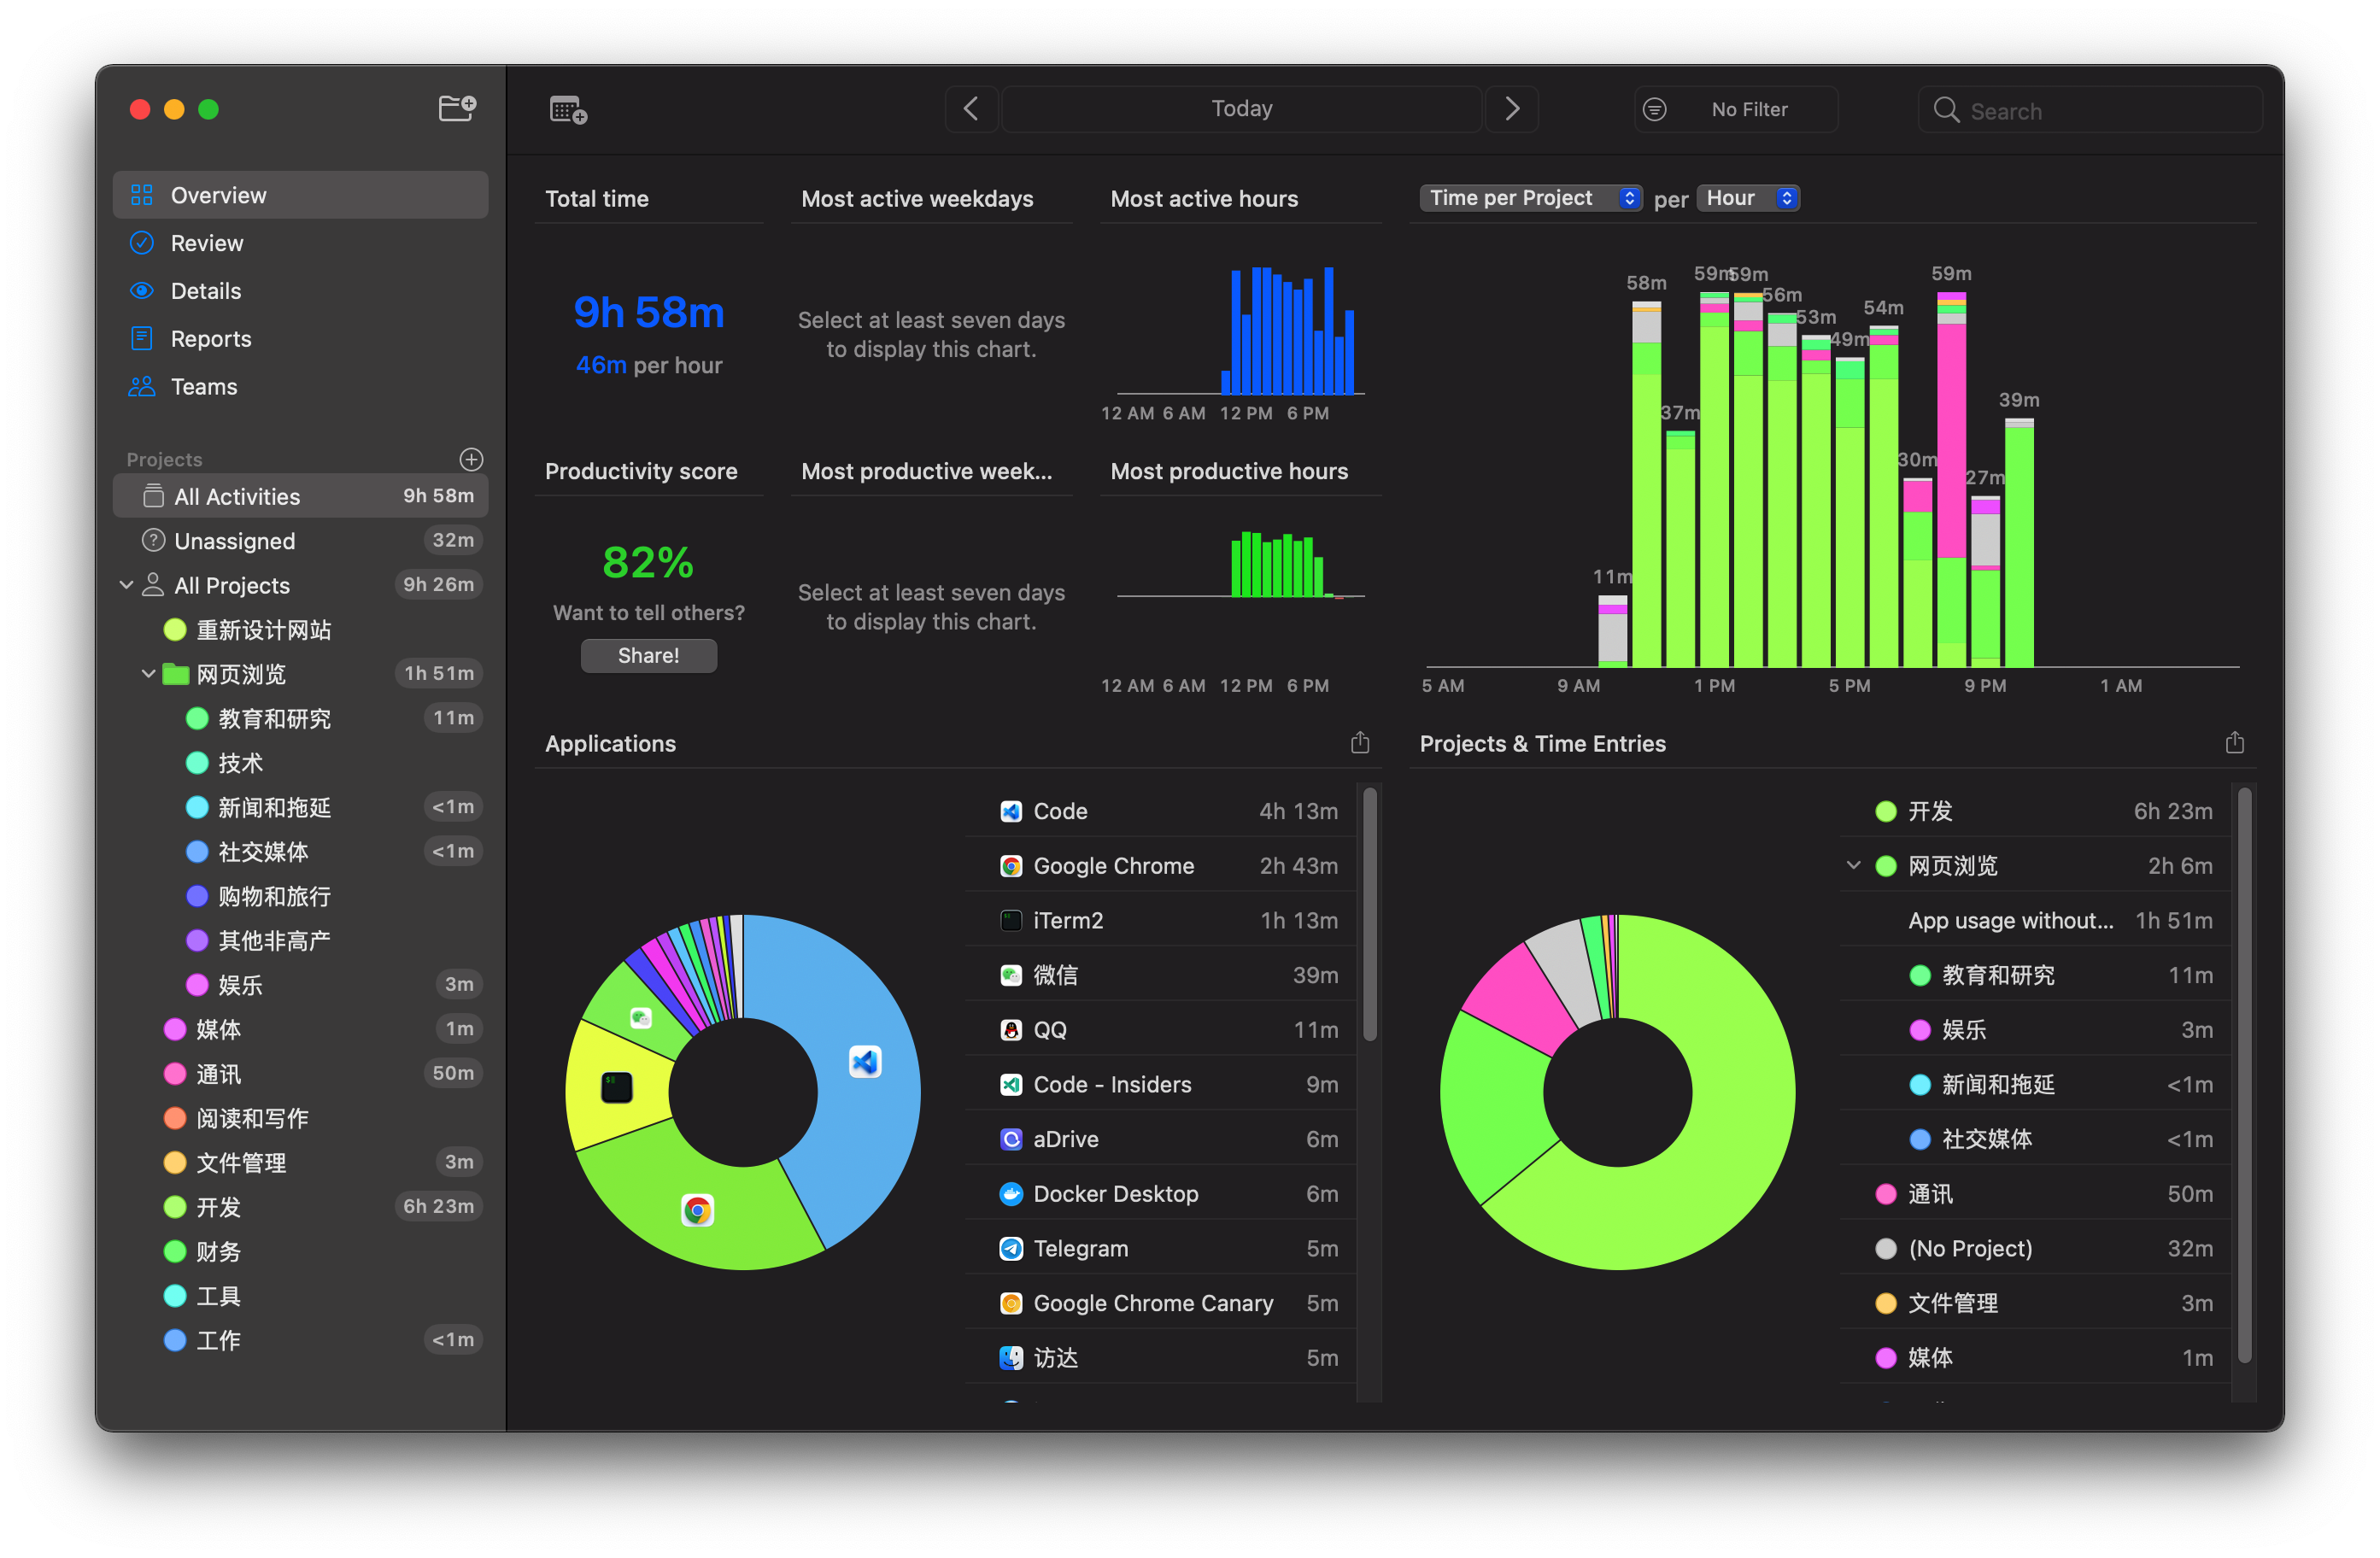 Today
No Filter
Search
Overview
Review
Details
Reports
Teams
Projects
All Activities 9h 58m
Unassigned 32m
All Projects 9h 26m
重新设计网站
网页浏览 1h 51m
教育和研究 11m
技术
新闻和拖延 <1m
社交媒体 <1m
购物和旅行
其他非高产
娱乐 3m
媒体 1m
通讯 50m
阅读和写作
文件管理 3m
开发 6h 23m
财务
工具
工作 <1m
Total time
9h 58m
46m per hour
Most active weekdays
Select at least seven days
to display this chart.
Most active hours
12 AM 6 AM 12 PM 6 PM
Time per Project per Hour
11m 58m 37m 59m 59m 56m 53m 49m 54m 30m 59m 27m 39m
5 AM 9 AM 1 PM 5 PM 9 PM 1 AM
Productivity score
82%
Want to tell others?
Share!
Most productive week...
Select at least seven days
to display this chart.
Most productive hours
12 AM 6 AM 12 PM 6 PM
Applications
Code 4h 13m
Google Chrome 2h 43m
iTerm2 1h 13m
微信 39m
QQ 11m
Code - Insiders 9m
aDrive 6m
Docker Desktop 6m
Telegram 5m
Google Chrome Canary 5m
访达 5m
Projects & Time Entries
开发 6h 23m
网页浏览 2h 6m
App usage without... 1h 51m
教育和研究 11m
娱乐 3m
新闻和拖延 <1m
社交媒体 <1m
通讯 50m
(No Project) 32m
文件管理 3m
媒体 1m